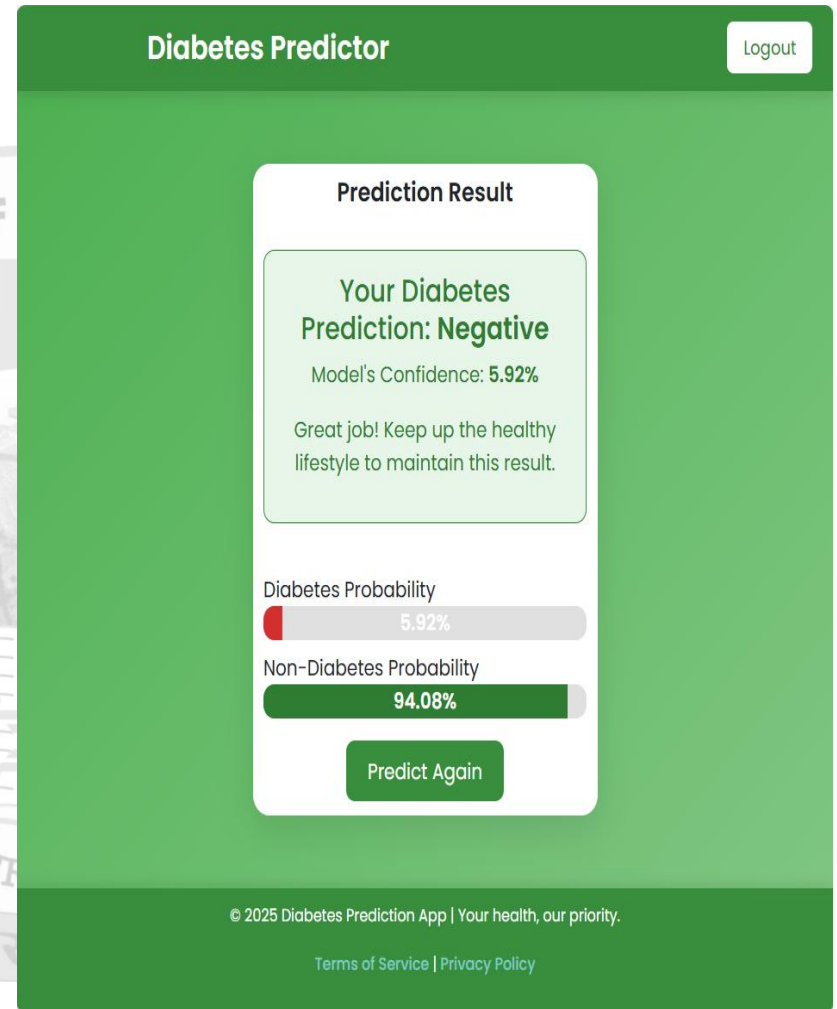 Diabetes Predictor
Logout
Prediction Result
Your Diabetes
Prediction: Negative
Model's Confidence: 5.92%
Great job! Keep up the healthy
lifestyle to maintain this result.
Diabetes Probability
5.92%
Non-Diabetes Probability
94.08%
Predict Again
© 2025 Diabetes Prediction App | Your health, our priority.
Terms of Service | Privacy Policy